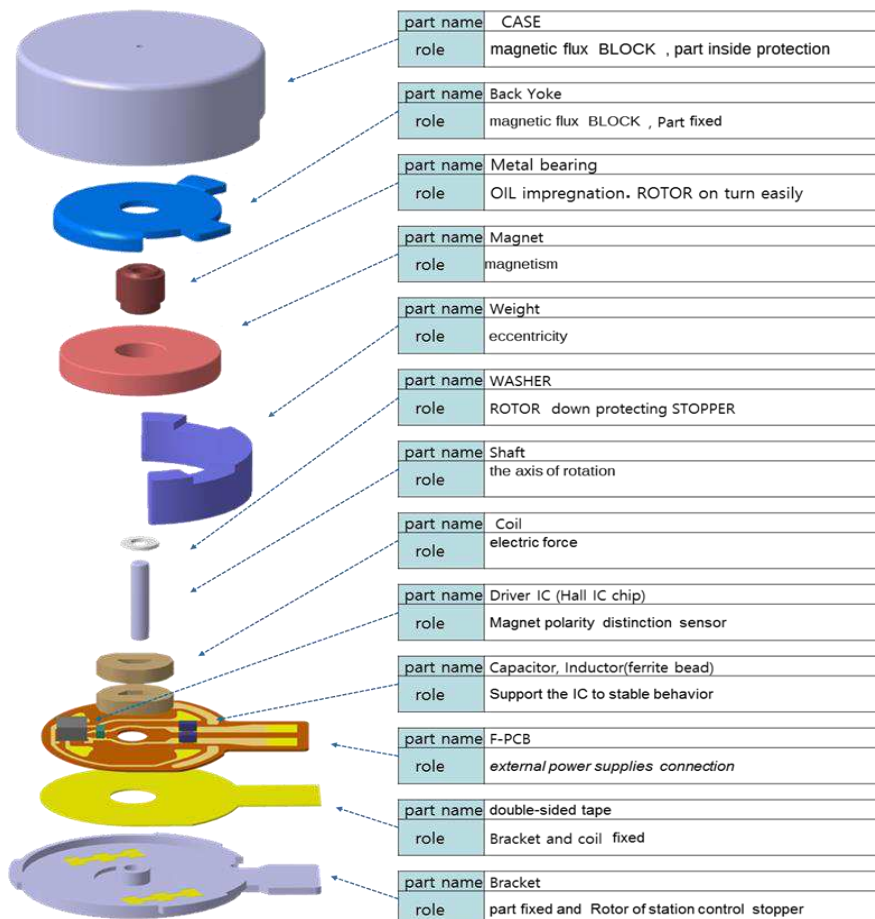 part name CASE
role magnetic flux BLOCK , part inside protection
part name Back Yoke
role magnetic flux BLOCK , Part fixed
part name Metal bearing
role OIL impregnation. ROTOR on turn easily
part name Magnet
role magnetism
part name Weight
role eccentricity
part name WASHER
role ROTOR down protecting STOPPER
part name Shaft
role the axis of rotation
part name Coil
role electric force
part name Driver IC (Hall IC chip)
role Magnet polarity distinction sensor
part name Capacitor, Inductor(ferrite bead)
role Support the IC to stable behavior
part name F-PCB
role external power supplies connection
part name double-sided tape
role Bracket and coil fixed
part name Bracket
role part fixed and Rotor of station control stopper